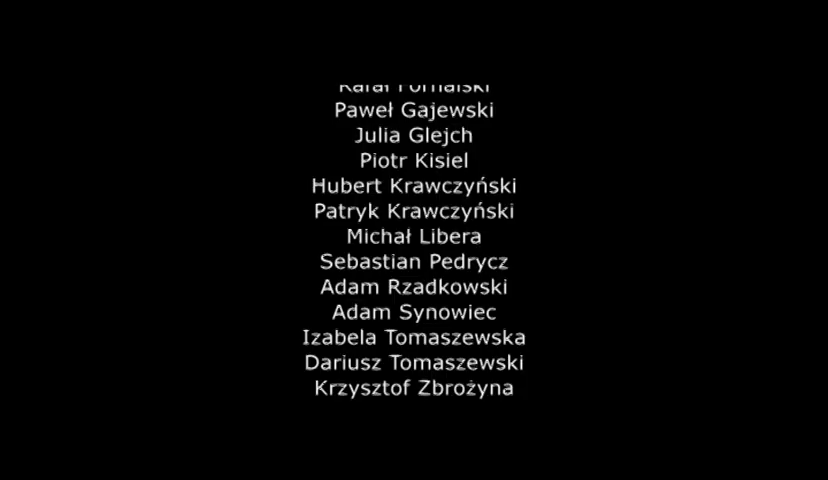 Paweł Gajewski
Julia Glejch
Piotr Kisiel
Hubert Krawczyński
Patryk Krawczyński
Michał Libera
Sebastian Pedrycz
Adam Rzadkowski
Adam Synowiec
Izabela Tomaszewska
Dariusz Tomaszewski
Krzysztof Zbrożyna